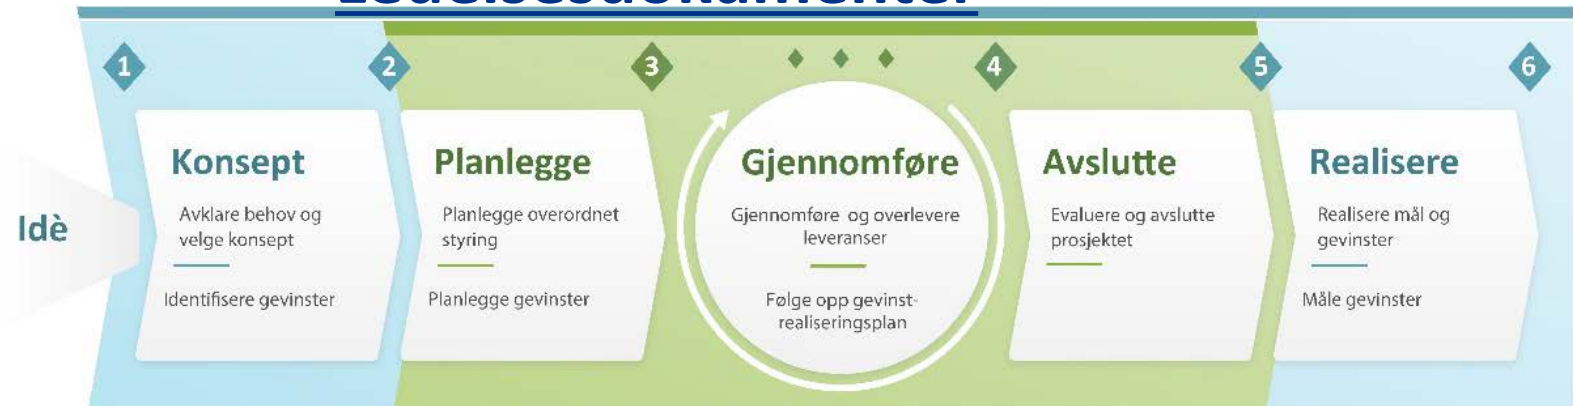 Ledelsesdokumenter
1
2
3
4
5
6
Idè
Konsept
Avklare behov og
velge konsept
Identifisere gevinster
Planlegge
Planlegge overordnet
styring
Planlegge gevinster
Gjennomføre
Gjennomføre og overlevere
leveranser
Følge opp gevinst-
realiseringsplan
Avslutte
Evaluere og avslutte
prosjektet
Realisere
Realisere mål og
gevinster
Måle gevinster